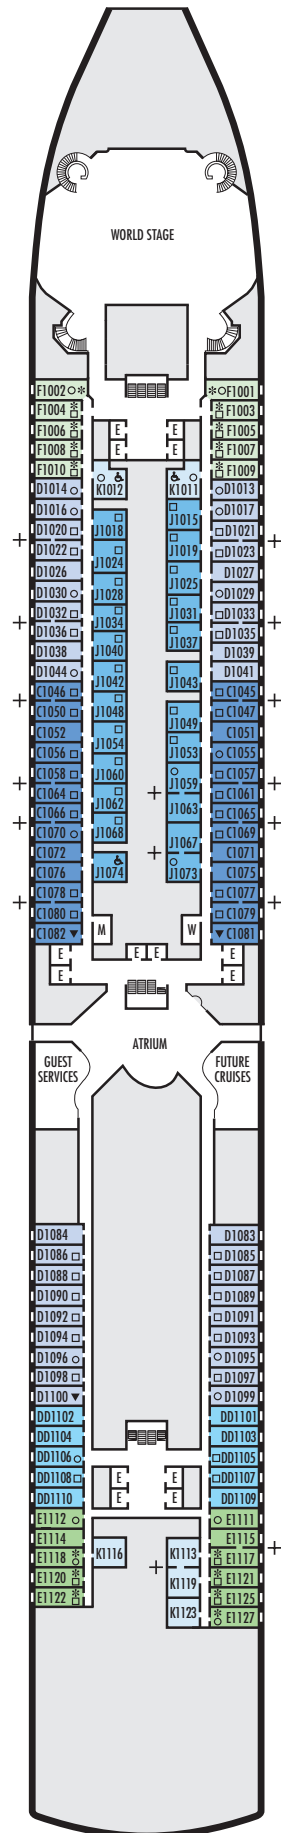 WORLD STAGE
F1002
F1001
F1004
F1003
F1006
E
E
F1005
F1008
E
E
F1007
F1010
F1009
K1012
K1011
D1014
D1013
D1016
J1015
D1017
D1020
J1018
D1021
D1022
J1019
D1023
D1026
J1024
J1025
D1027
D1030
J1028
D1029
D1032
J1034
J1031
D1033
D1036
J1037
D1035
D1038
J1040
D1039
D1044
J1042
J1043
D1041
C1046
C1045
C1050
J1048
J1049
C1047
C1052
C1051
C1056
J1054
J1053
C1055
C1058
J1060
J1059
C1057
C1064
J1062
J1063
C1061
C1066
C1065
C1070
J1068
C1069
C1072
J1067
C1071
C1076
J1074
J1073
C1075
C1078
C1077
C1080
C1079
C1082
M
W
C1081
E
E
E
E
E
E
ATRIUM
GUEST
SERVICES
FUTURE
CRUISES
D1084
D1083
D1086
D1085
D1088
D1087
D1090
D1089
D1092
D1091
D1094
D1093
D1096
D1095
D1098
D1097
D1100
D1099
DD1102
DD1101
DD1104
DD1103
DD1106
DD1105
DD1108
E
E
DD1107
DD1110
E
E
DD1109
E1112
E1111
E1114
E1115
E1118
K1116
K1113
E1117
E1120
K1119
E1121
E1122
E1125
K1123
E1127